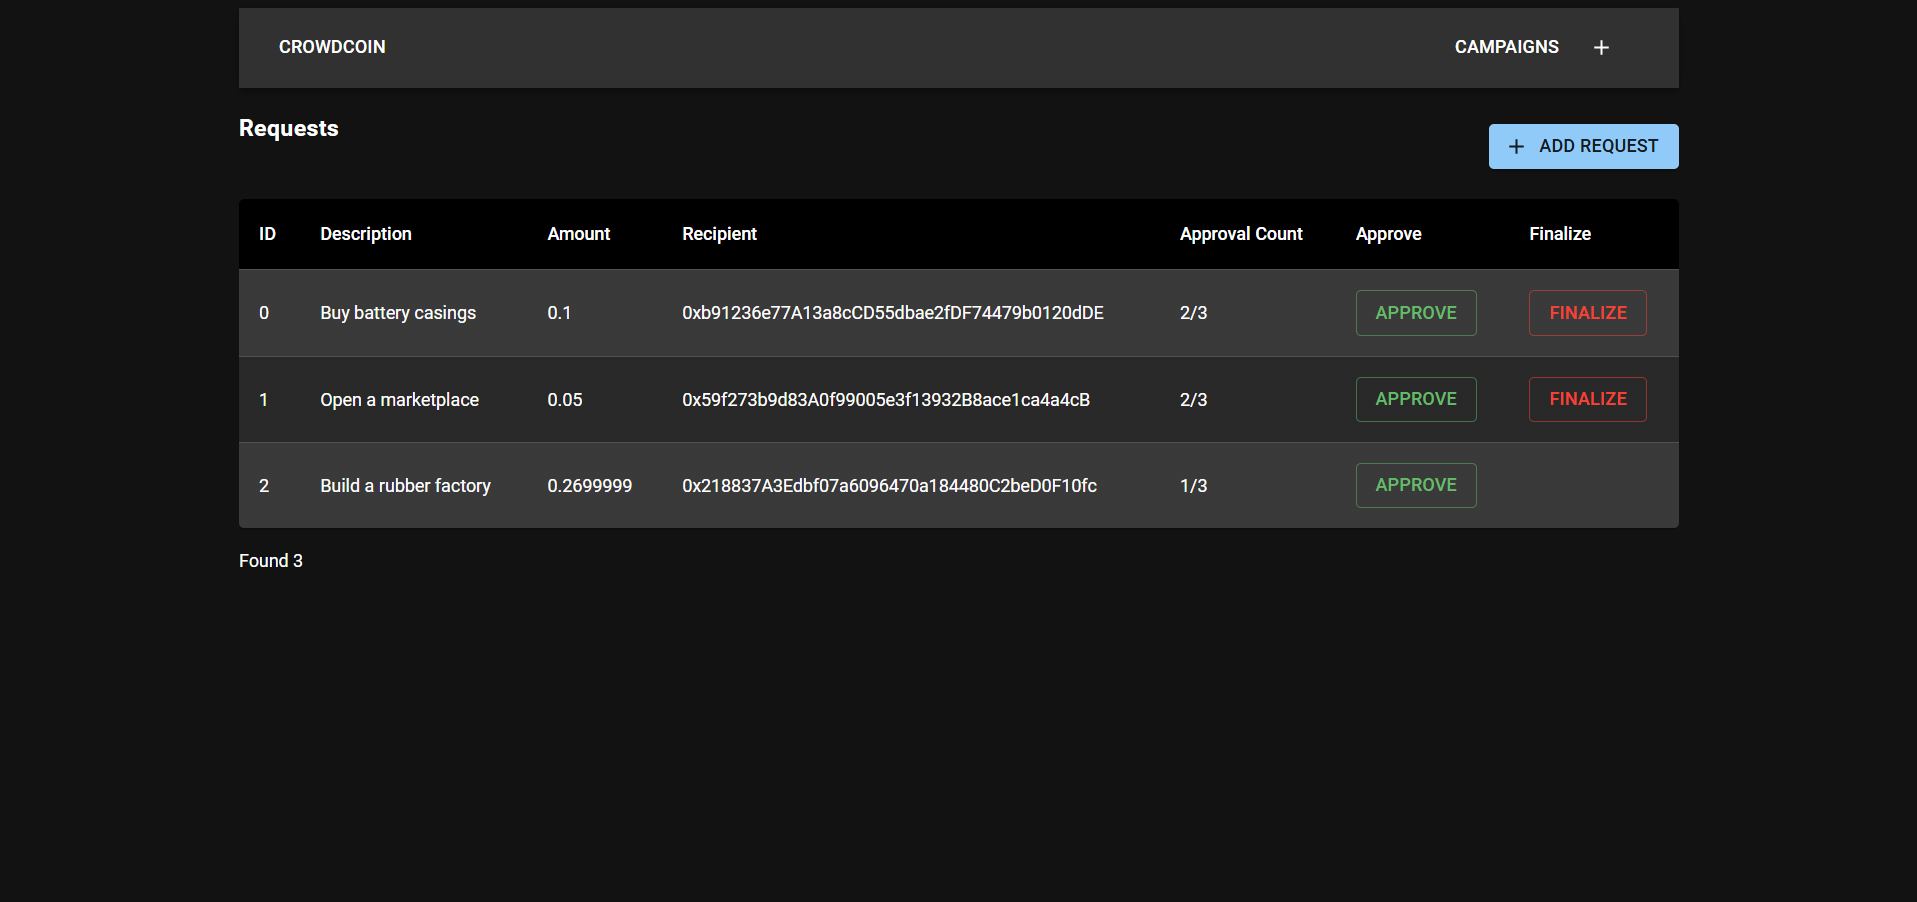 CROWDCOIN CAMPAIGNS +
Requests
+ ADD REQUEST
ID Description Amount Recipient Approval Count Approve Finalize
0 Buy battery casings 0.1 0xb91236e77A13a8cCD55dbae2fDF74479b0120dDE 2/3 APPROVE FINALIZE
1 Open a marketplace 0.05 0x59f273b9d83A0f99005e3f13932B8ace1ca4a4cB 2/3 APPROVE FINALIZE
2 Build a rubber factory 0.2699999 0x218837A3Edbf07a6096470a184480C2beD0F10fc 1/3 APPROVE
Found 3